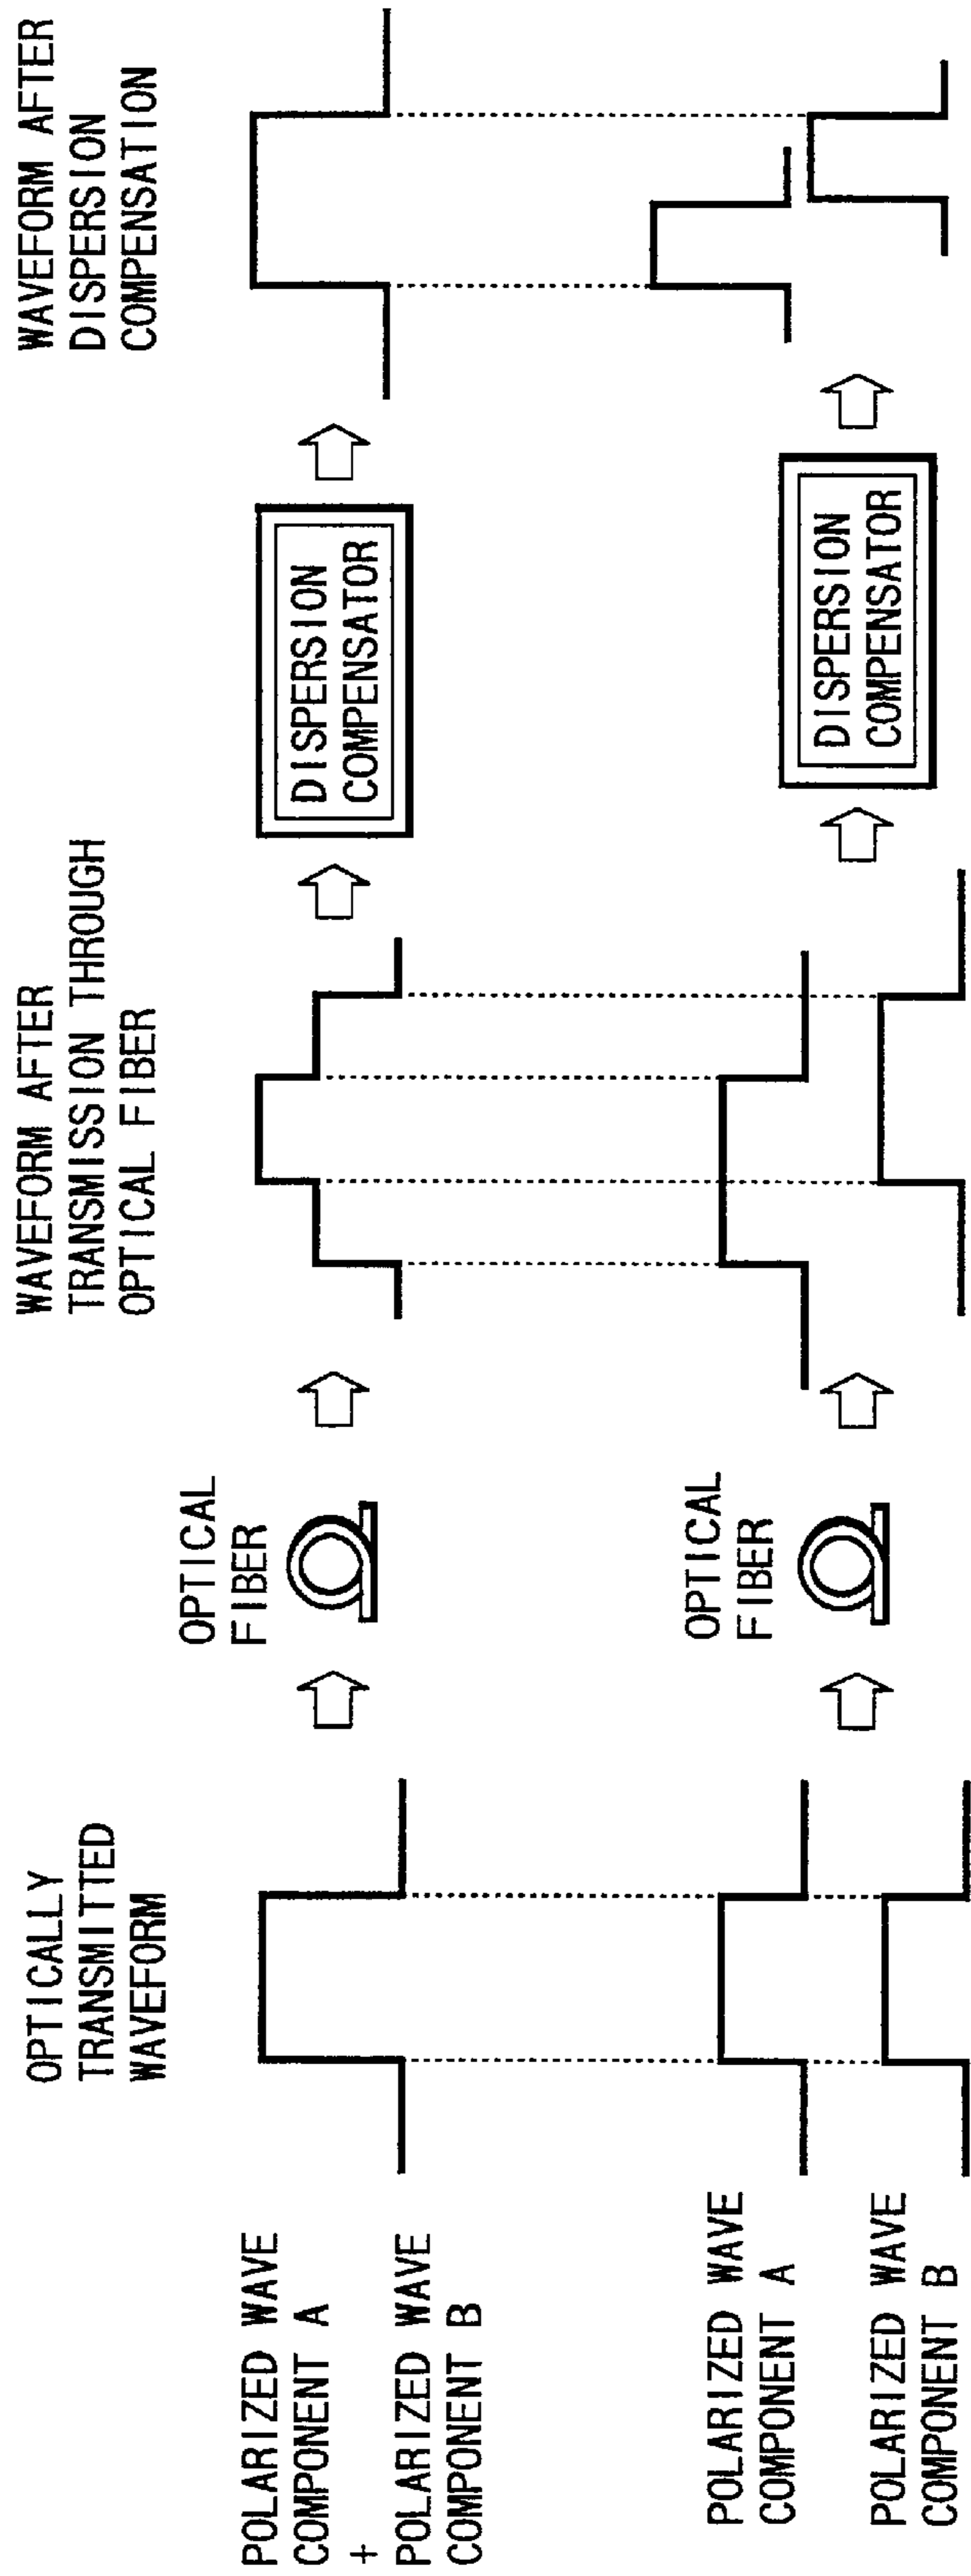 OPTICALLY
TRANSMITTED
WAVEFORM
WAVEFORM AFTER
TRANSMISSION THROUGH
OPTICAL FIBER
WAVEFORM AFTER
DISPERSION
COMPENSATION
POLARIZED WAVE
COMPONENT A
+
POLARIZED WAVE
COMPONENT B
OPTICAL
FIBER
DISPERSION
COMPENSATOR
POLARIZED WAVE
COMPONENT A
POLARIZED WAVE
COMPONENT B
OPTICAL
FIBER
DISPERSION
COMPENSATOR